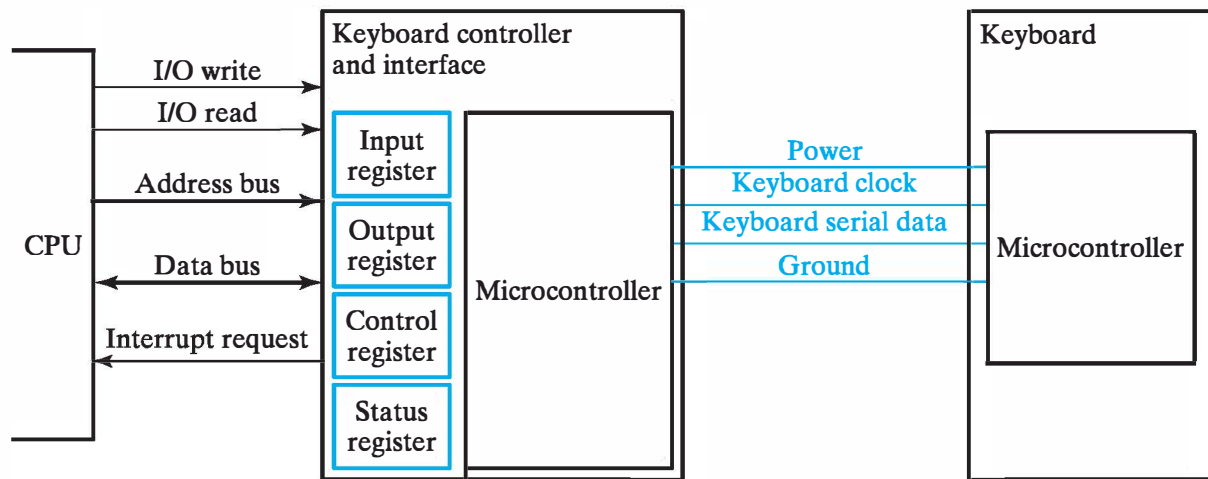 CPU
I/O write
I/O read
Address bus
Data bus
Interrupt request
Keyboard controller
and interface
Input
register
Output
register
Control
register
Status
register
Microcontroller
Power
Keyboard clock
Keyboard serial data
Ground
Keyboard
Microcontroller